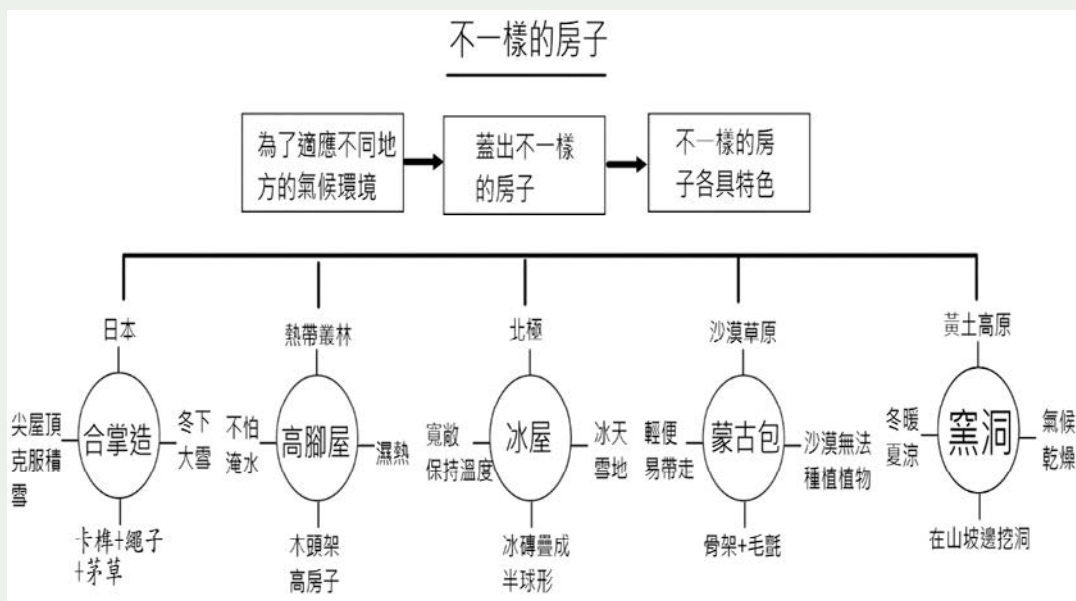 不一樣的房子
為了適應不同地
方的氣候環境
蓋出不一樣
的房子
不一樣的房
子各具特色
日本
尖屋頂
克服積
雪
合掌造
冬下
大雪
卡榫+繩子
+茅草
熱帶叢林
不怕
淹水
高腳屋
濕熱
木頭架
高房子
北極
寬敞
保持溫度
冰屋
冰天
雪地
冰磚疊成
半球形
沙漠草原
輕便
易帶走
蒙古包
沙漠無法
種植植物
骨架+毛氈
黃土高原
冬暖
夏涼
窯洞
氣候
乾燥
在山坡邊挖洞